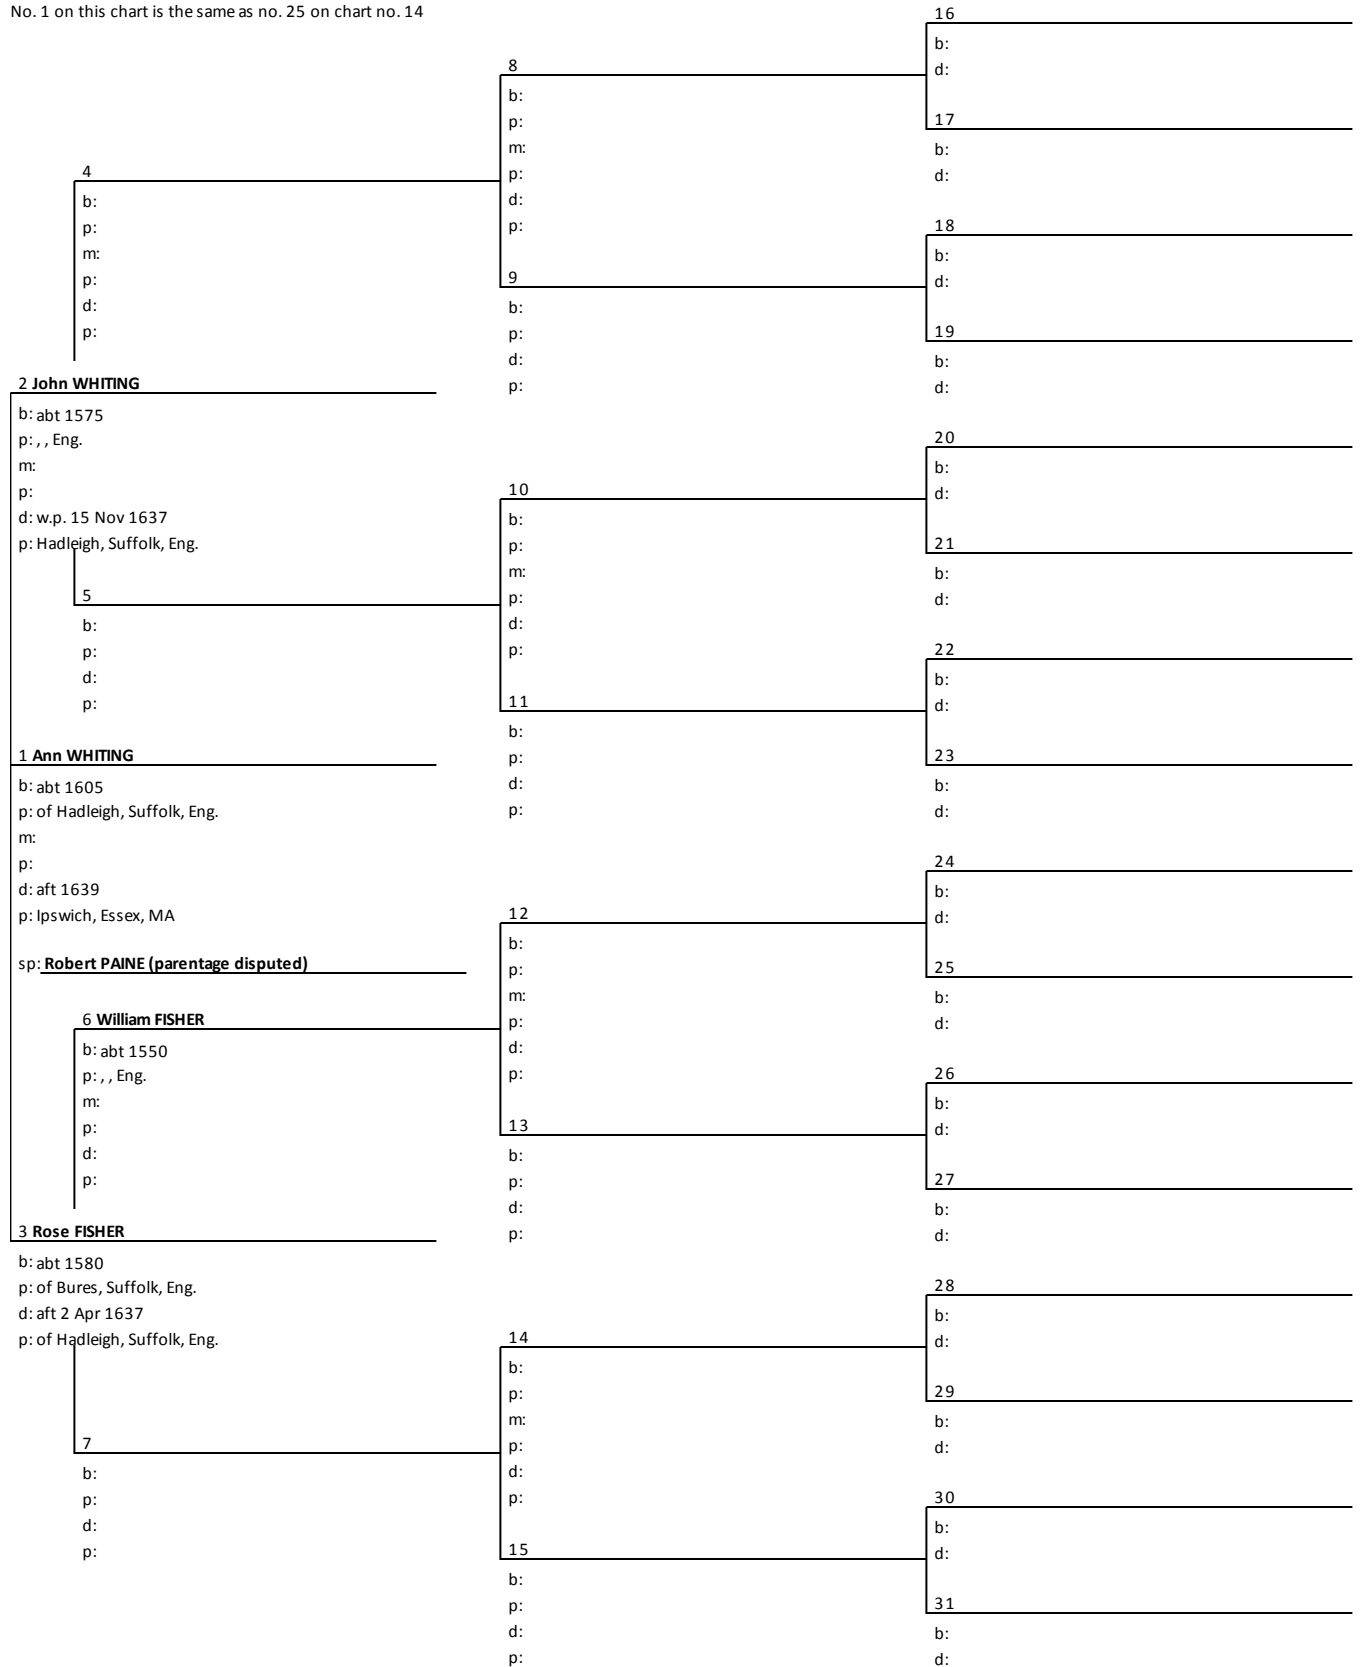 No. 1 on this chart is the same as no. 25 on chart no. 14
4
b:
p:
m:
p:
d:
p:
2 John WHITING
b: abt 1575
p: , , Eng.
m:
p:
d: w.p. 15 Nov 1637
p: Hadleigh, Suffolk, Eng.
5
b:
p:
d:
p:
1 Ann WHITING
b: abt 1605
p: of Hadleigh, Suffolk, Eng.
m:
p:
d: aft 1639
p: Ipswich, Essex, MA
sp: Robert PAINE (parentage disputed)
6 William FISHER
b: abt 1550
p: , , Eng.
m:
p:
d:
p:
3 Rose FISHER
b: abt 1580
p: of Bures, Suffolk, Eng.
d: aft 2 Apr 1637
p: of Hadleigh, Suffolk, Eng.
7
b:
p:
d:
p:
8
b:
p:
m:
p:
d:
p:
9
b:
p:
d:
p:
10
b:
p:
m:
p:
d:
p:
11
b:
p:
d:
p:
12
b:
p:
m:
p:
d:
p:
13
b:
p:
d:
p:
14
b:
p:
m:
p:
d:
p:
15
b:
p:
d:
p:
16
b:
d:
17
b:
d:
18
b:
d:
19
b:
d:
20
b:
d:
21
b:
d:
22
b:
d:
23
b:
d:
24
b:
d:
25
b:
d:
26
b:
d:
27
b:
d:
28
b:
d:
29
b:
d:
30
b:
d:
31
b:
d: